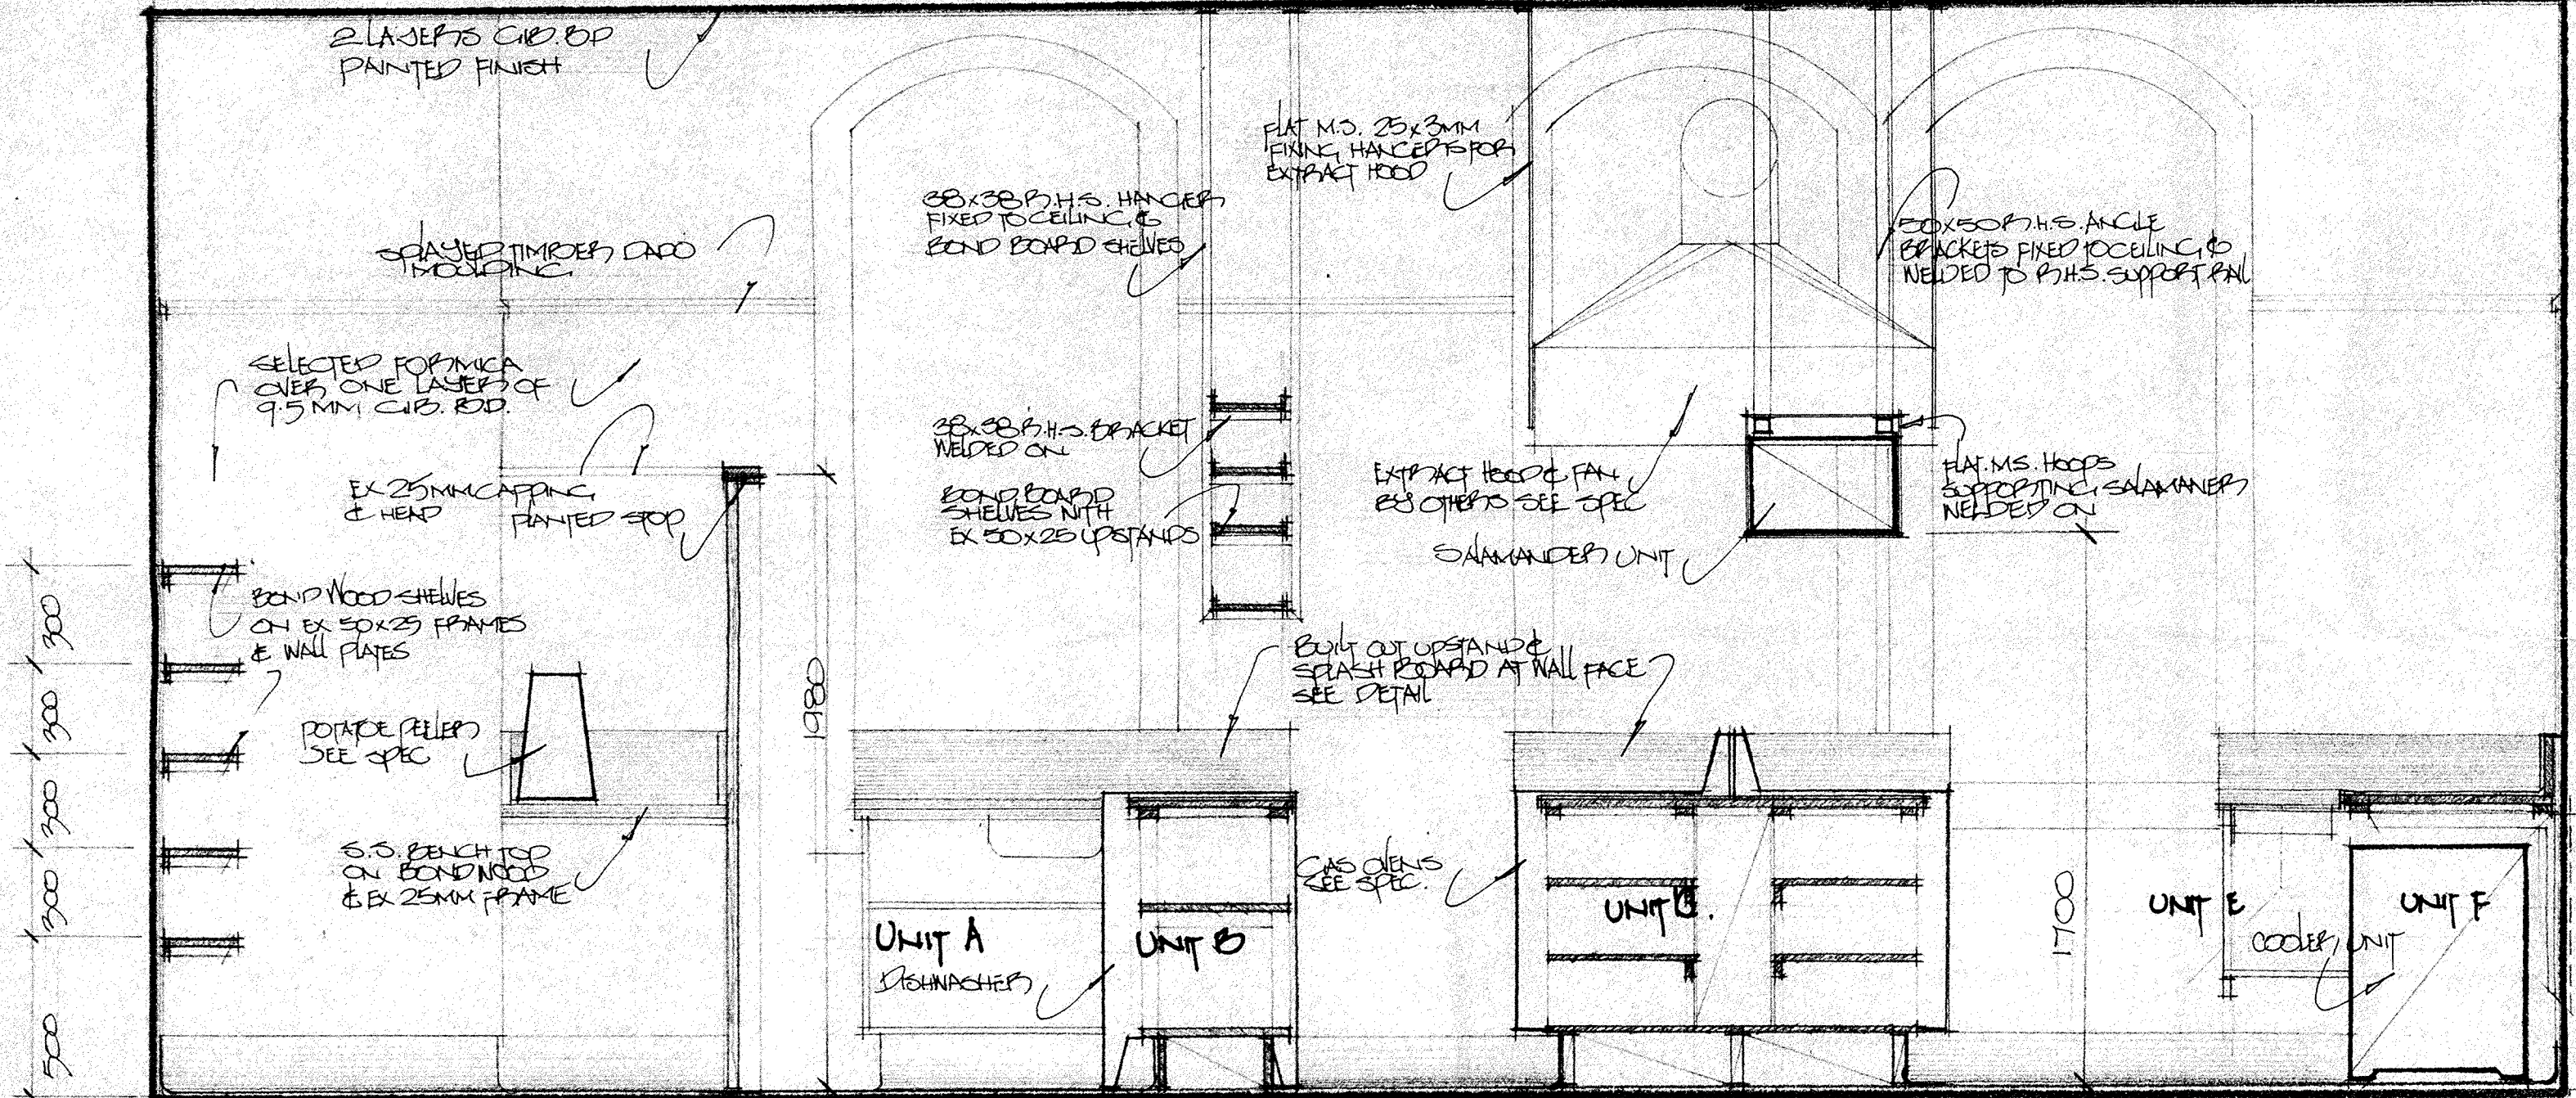 2 LAYERS GIB. BD
PAINTED FINISH
SPLAYED TIMBER DADO
MOULDING
SELECTED FORMICA
OVER ONE LAYER OF
9.5 MM GIB. BD.
EX 25MM CAPPING
& HEAD
PLANTED STOP
BOND WOOD SHELVES
ON EX 50x25 FRAMES
& WALL PLATES
POTATOE PEELER
SEE SPEC
S.S. BENCH TOP
ON BONDWOOD
& EX 25MM FRAME
300
300
300
300
500
1980
38x38 R.H.S. HANGER
FIXED TO CEILING &
BOND BOARD SHELVES
38x38 R.H.S. BRACKET
WELDED ON
BOND BOARD
SHELVES WITH
EX 50x25 UPSTANDS
FLAT M.S. 25x3MM
FIXING HANGERS FOR
EXTRACT HOOD
50x50 R.H.S. ANGLE
BRACKETS FIXED TO CEILING &
WELDED TO R.H.S. SUPPORT RAIL
EXTRACT HOOD & FAN
BY OTHERS SEE SPEC
SALAMANDER UNIT
FLAT. M.S. HOOPS
SUPPORTING SALAMANER
WELDED ON
BUILT OUT UPSTAND &
SPLASH BOARD AT WALL FACE
SEE DETAIL
GAS OVENS
SEE SPEC.
UNIT A
DISHWASHER
UNIT B
UNIT C.
1700
UNIT E
UNIT F
COOLER UNIT